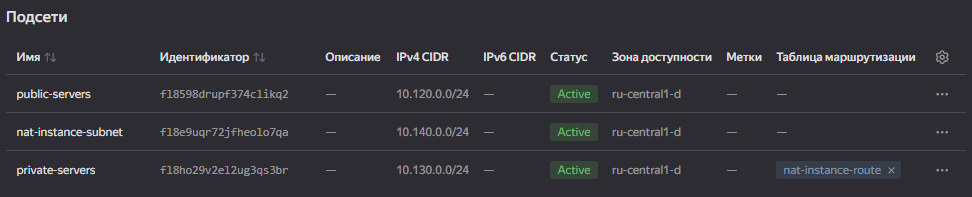 Подсети
Имя Идентификатор Описание IPv4 CIDR IPv6 CIDR Статус Зона доступности Метки Таблица маршрутизации
public-servers fl8598drupf374c1ikq2 — 10.120.0.0/24 — Active ru-central1-d — —
nat-instance-subnet fl8e9uqr72jfheo1o7qa — 10.140.0.0/24 — Active ru-central1-d — —
private-servers fl8ho29v2el2ug3qs3br — 10.130.0.0/24 — Active ru-central1-d — nat-instance-route ×